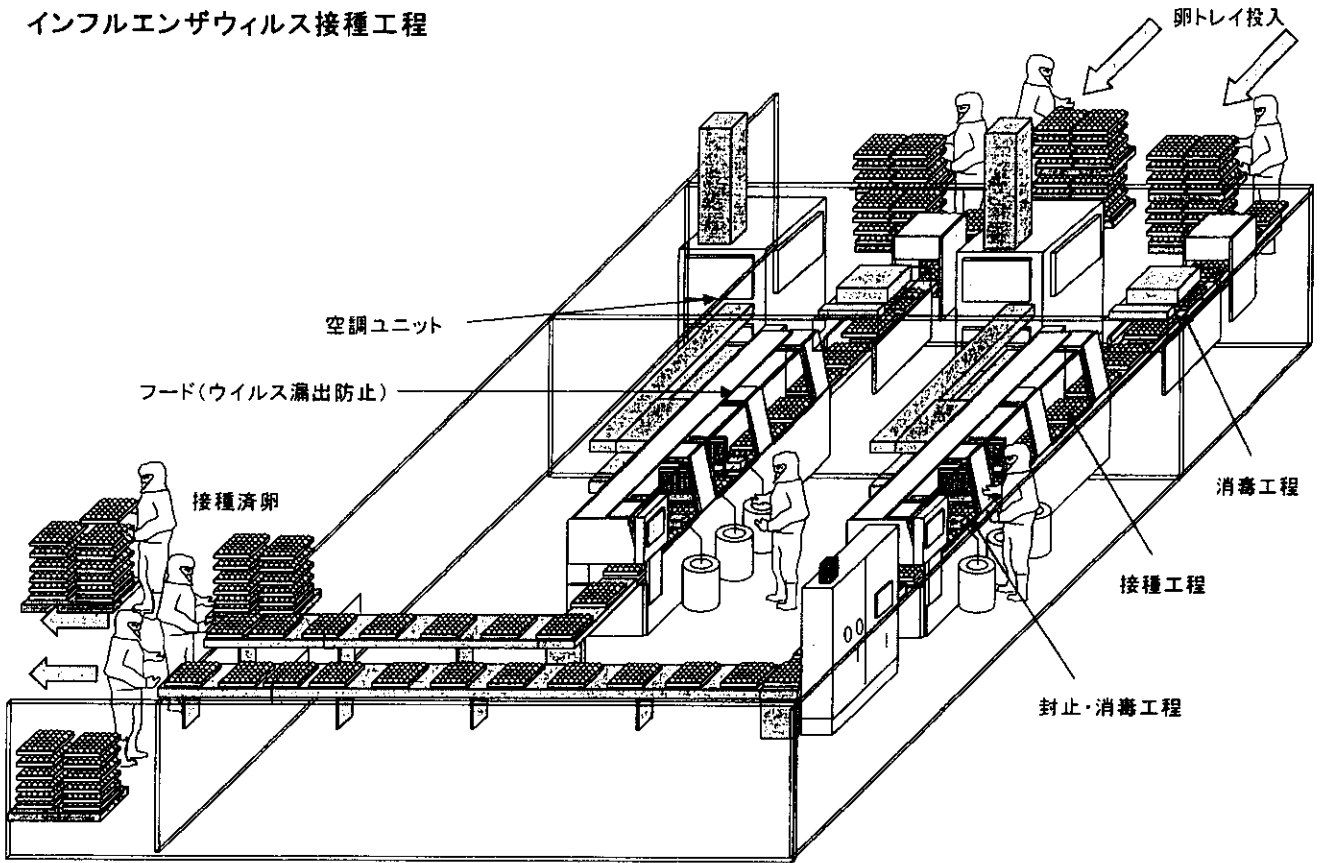 インフルエンザウィルス接種工程
卵トレイ投入
空調ユニット
フード(ウイルス漏出防止)
接種済卵
消毒工程
接種工程
封止・消毒工程